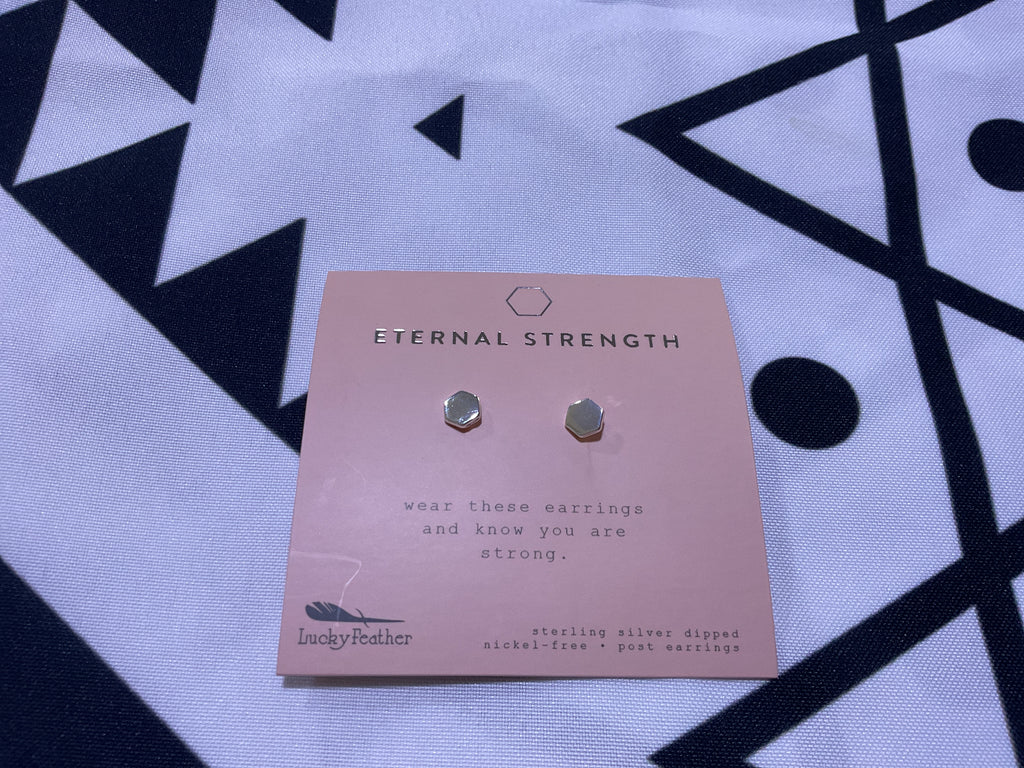 ETERNAL STRENGTH
wear these earrings
and know you are
strong.
LuckyFeather
sterling silver dipped
nickel-free • post earrings